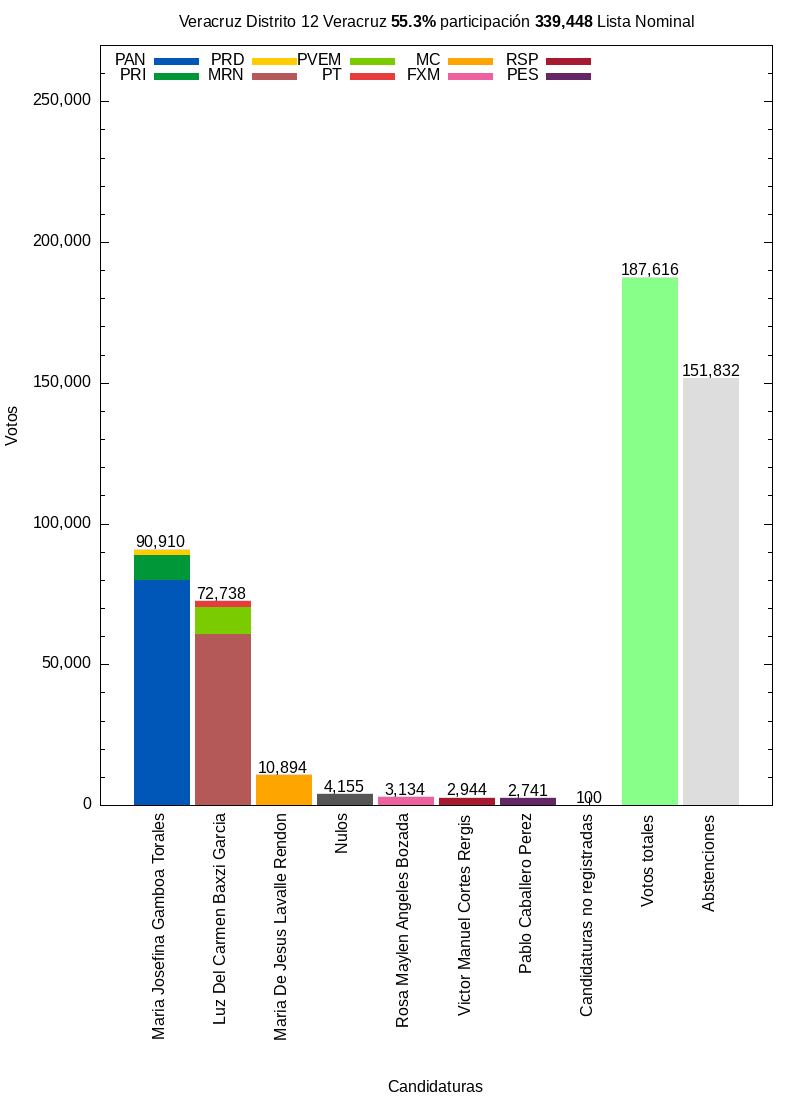 Veracruz Distrito 12 Veracruz 55.3% participación 339,448 Lista Nominal
PAN PRD PVEM MC RSP
PRI MRN PT FXM PES
250,000
200,000
150,000
100,000
50,000
0
Votos
90,910
72,738
10,894
4,155
3,134
2,944
2,741
100
187,616
151,832
Maria Josefina Gamboa Torales
Luz Del Carmen Baxzi Garcia
Maria De Jesus Lavalle Rendon
Nulos
Rosa Maylen Angeles Bozada
Victor Manuel Cortes Rergis
Pablo Caballero Perez
Candidaturas no registradas
Votos totales
Abstenciones
Candidaturas